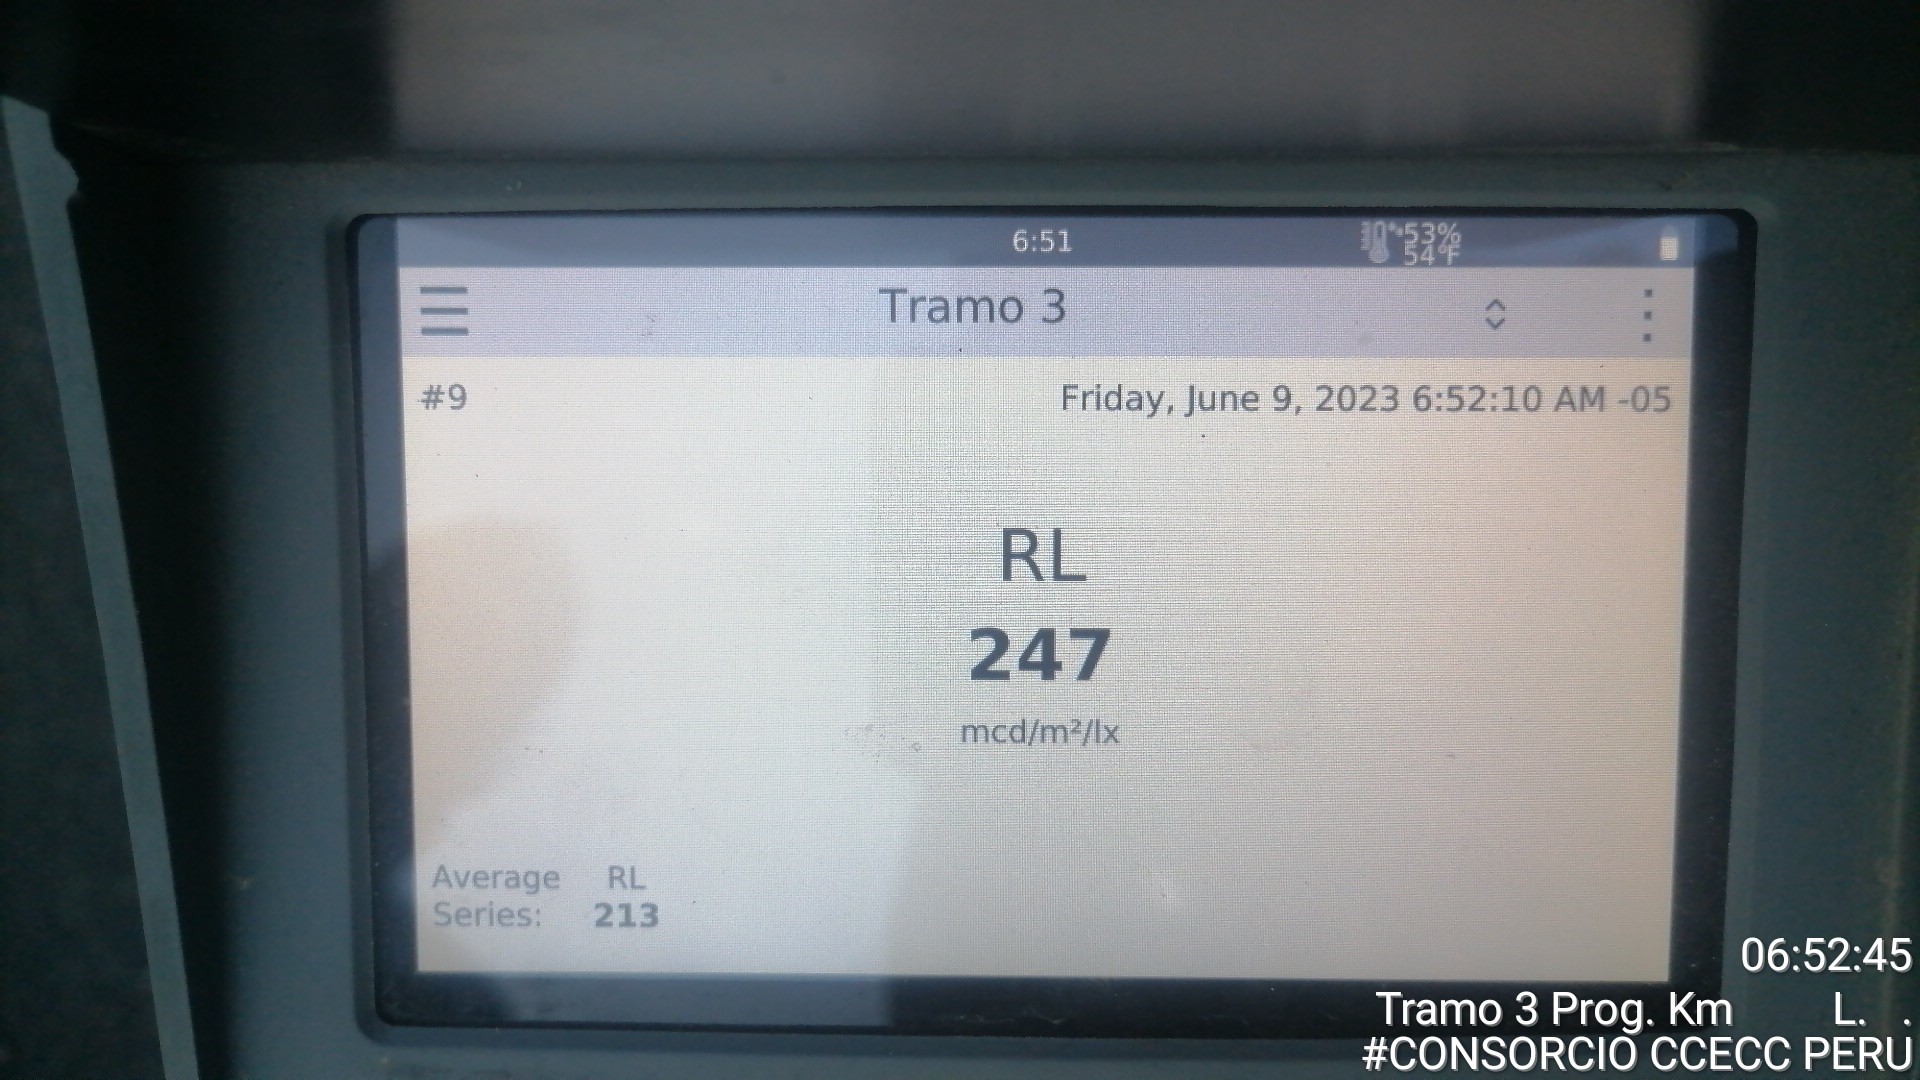 6:51
53%
54°F
Tramo 3
#9
Friday, June 9, 2023 6:52:10 AM -05
RL
247
mcd/m²/lx
Average RL
Series: 213
06:52:45
Tramo 3 Prog. Km L. .
#CONSORCIO CCECC PERU